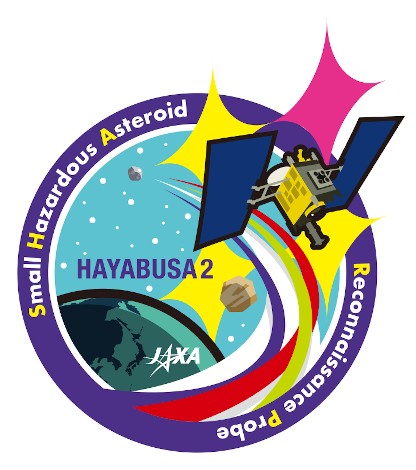 Small Hazardous Asteroid
Reconnaissance Probe
HAYABUSA2
JAXA